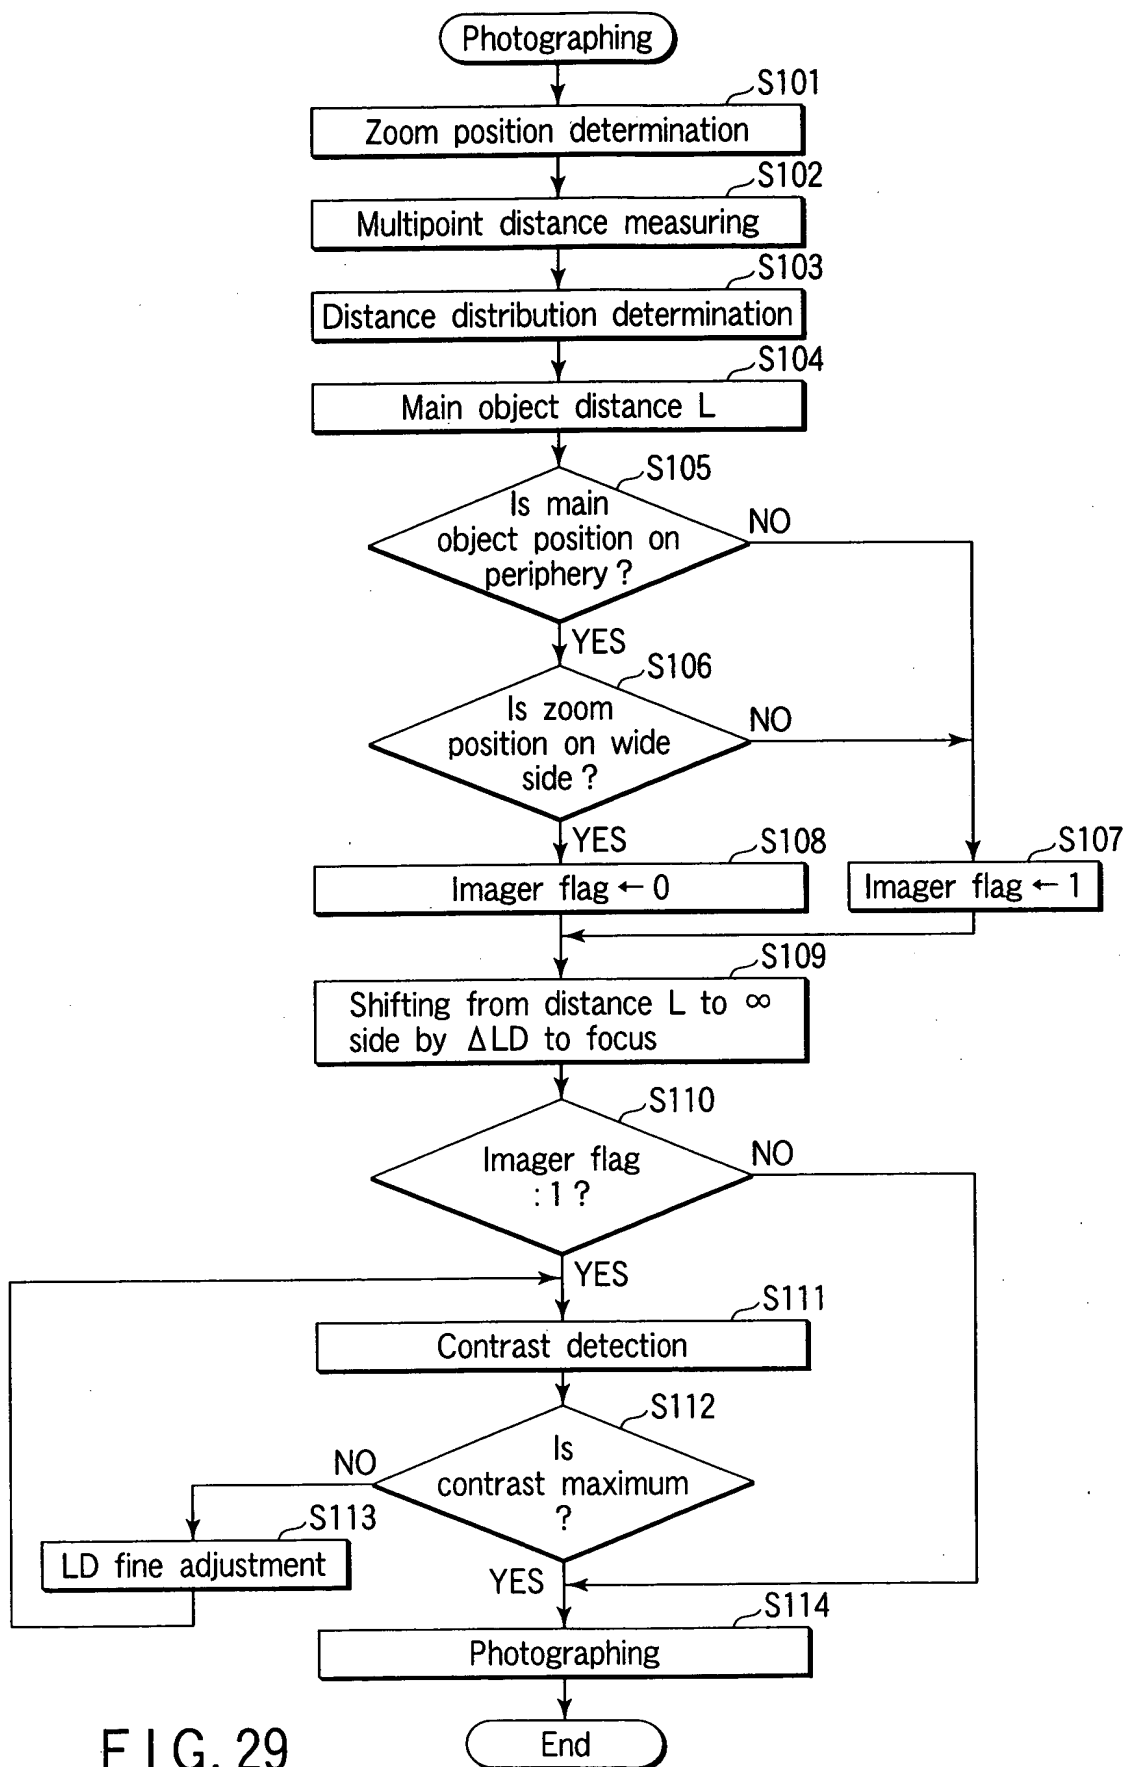 Photographing
S101
Zoom position determination
S102
Multipoint distance measuring
S103
Distance distribution determination
S104
Main object distance L
S105
Is main
object position on
periphery ?
NO
YES
S106
Is zoom
position on wide
side ?
NO
YES
S108
Imager flag ← 0
S107
Imager flag ← 1
S109
Shifting from distance L to ∞
side by ΔLD to focus
S110
Imager flag
: 1 ?
NO
YES
S111
Contrast detection
S112
Is
contrast maximum
?
NO
S113
LD fine adjustment
YES
S114
Photographing
End
FIG. 29